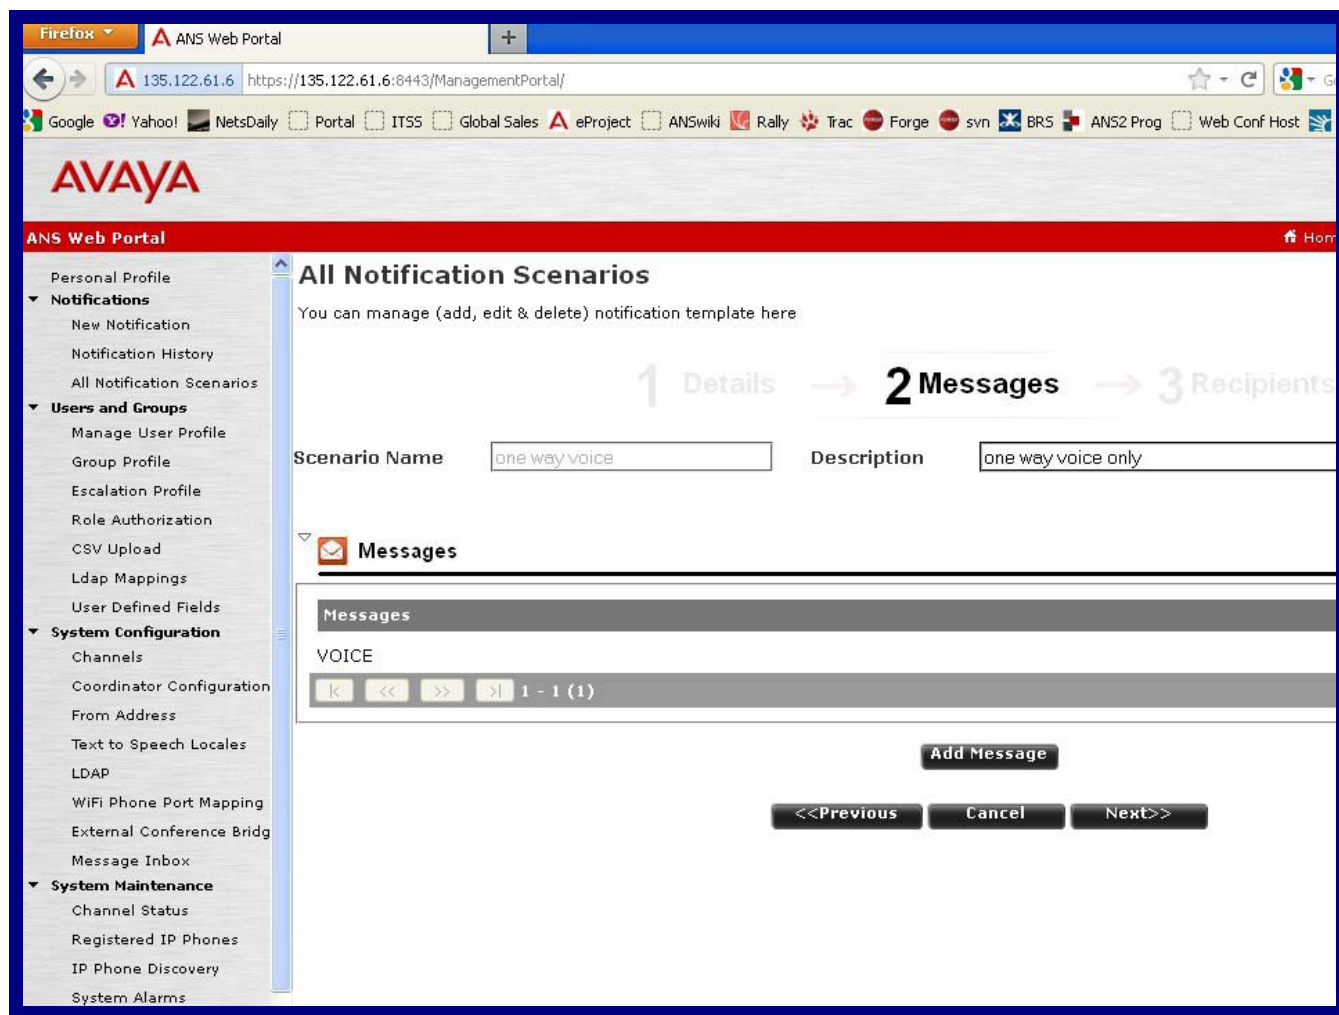 Firefox
ANS Web Portal
+
135.122.61.6 https://135.122.61.6:8443/ManagementPortal/
Google Yahoo! NetsDaily Portal ITSS Global Sales eProject ANSwiki Rally Trac Forge svn BRS ANS2 Prog Web Conf Host
AVAYA
ANS Web Portal
Hom
Personal Profile
Notifications
New Notification
Notification History
All Notification Scenarios
Users and Groups
Manage User Profile
Group Profile
Escalation Profile
Role Authorization
CSV Upload
Ldap Mappings
User Defined Fields
System Configuration
Channels
Coordinator Configuration
From Address
Text to Speech Locales
LDAP
WiFi Phone Port Mapping
External Conference Bridg
Message Inbox
System Maintenance
Channel Status
Registered IP Phones
IP Phone Discovery
System Alarms
All Notification Scenarios
You can manage (add, edit & delete) notification template here
1 Details 2 Messages 3 Recipients
Scenario Name one way voice Description one way voice only
Messages
Messages
VOICE
|< << >> >| 1 - 1 (1)
Add Message
<<Previous Cancel Next>>